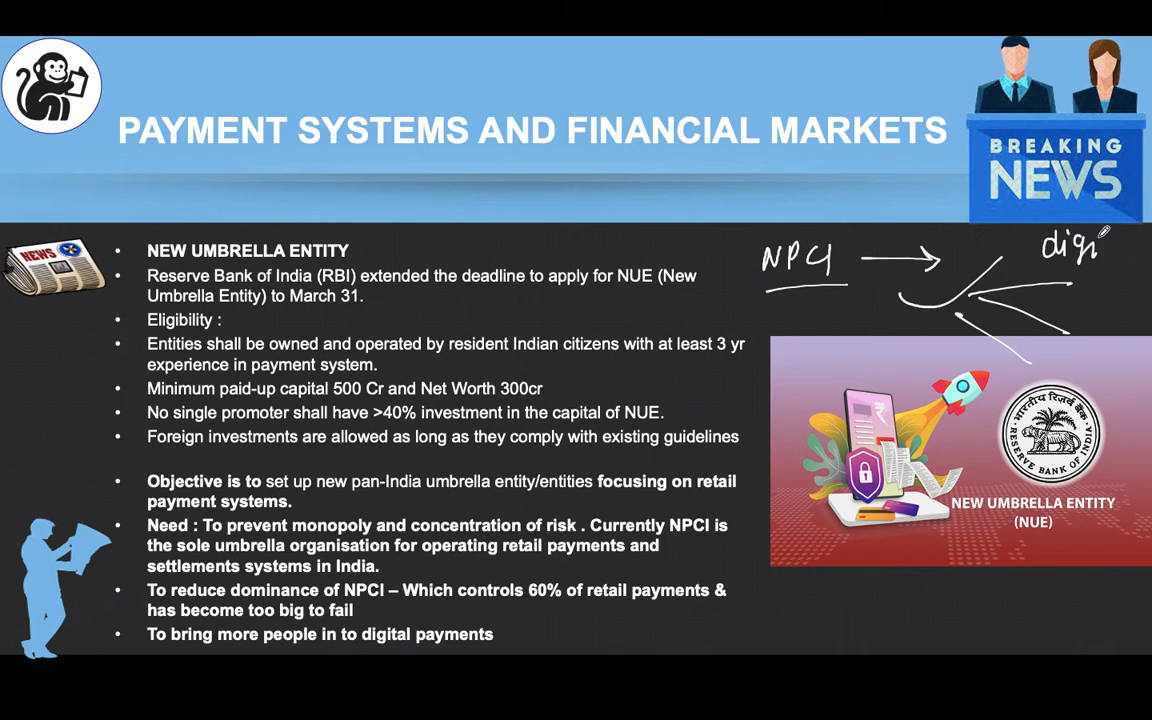 PAYMENT SYSTEMS AND FINANCIAL MARKETS
BREAKING
NEWS
NEWS
• NEW UMBRELLA ENTITY
• Reserve Bank of India (RBI) extended the deadline to apply for NUE (New
Umbrella Entity) to March 31.
• Eligibility :
• Entities shall be owned and operated by resident Indian citizens with at least 3 yr
experience in payment system.
• Minimum paid-up capital 500 Cr and Net Worth 300cr
• No single promoter shall have >40% investment in the capital of NUE.
• Foreign investments are allowed as long as they comply with existing guidelines
• Objective is to set up new pan-India umbrella entity/entities focusing on retail
payment systems.
• Need : To prevent monopoly and concentration of risk . Currently NPCI is
the sole umbrella organisation for operating retail payments and
settlements systems in India.
• To reduce dominance of NPCI – Which controls 60% of retail payments &
has become too big to fail
• To bring more people in to digital payments
NPCI
digi
₹
भारतीय रिज़र्व बैंक
RESERVE BANK OF INDIA
NEW UMBRELLA ENTITY
(NUE)